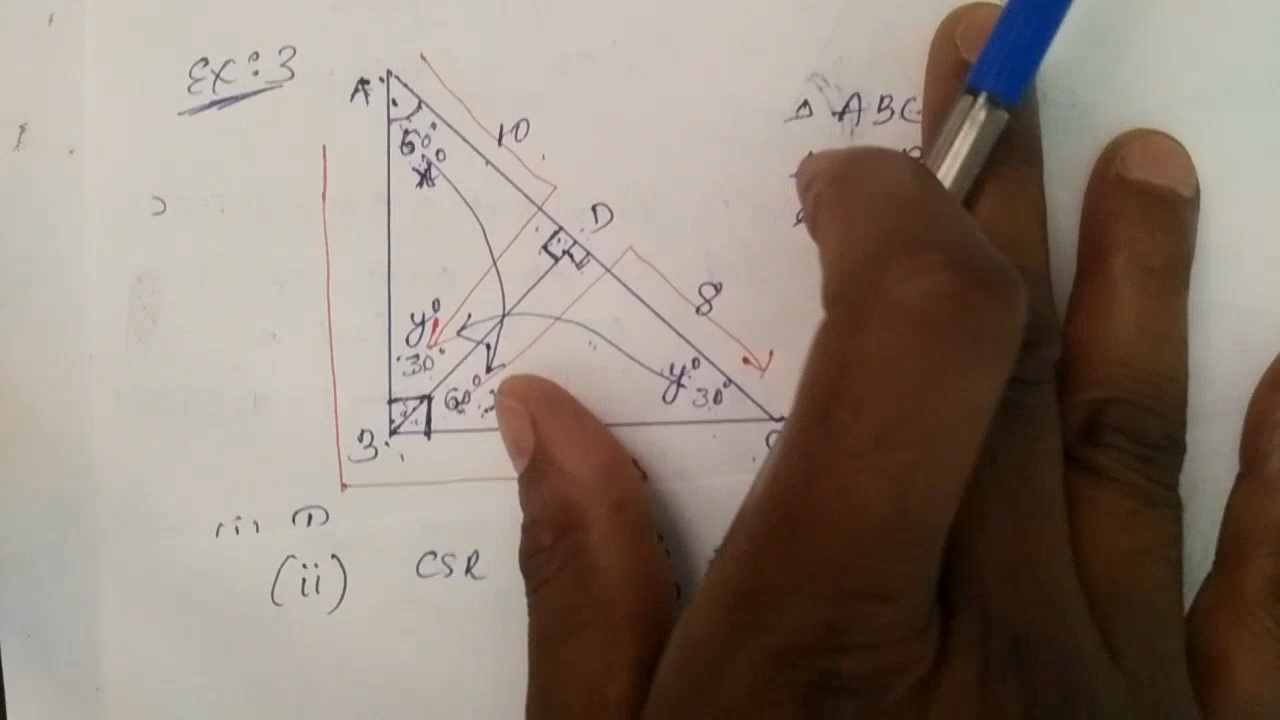 EX:3
A
60°
10
D
△ ABC
8
y°
30°
60°
y° 30°
B
C
(i)
(ii) CSR